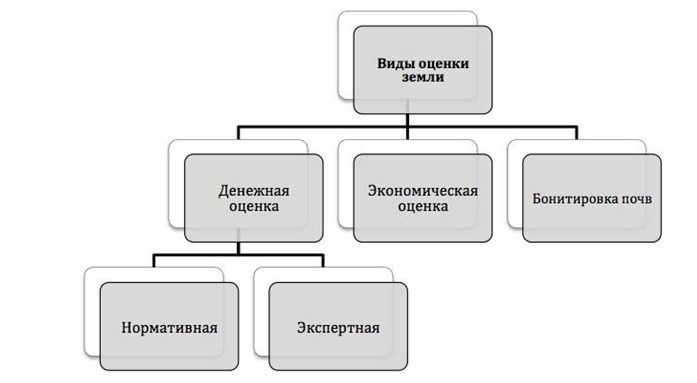 Виды оценки
земли
Денежная
оценка
Экономическая
оценка
Бонитировка почв
Нормативная
Экспертная